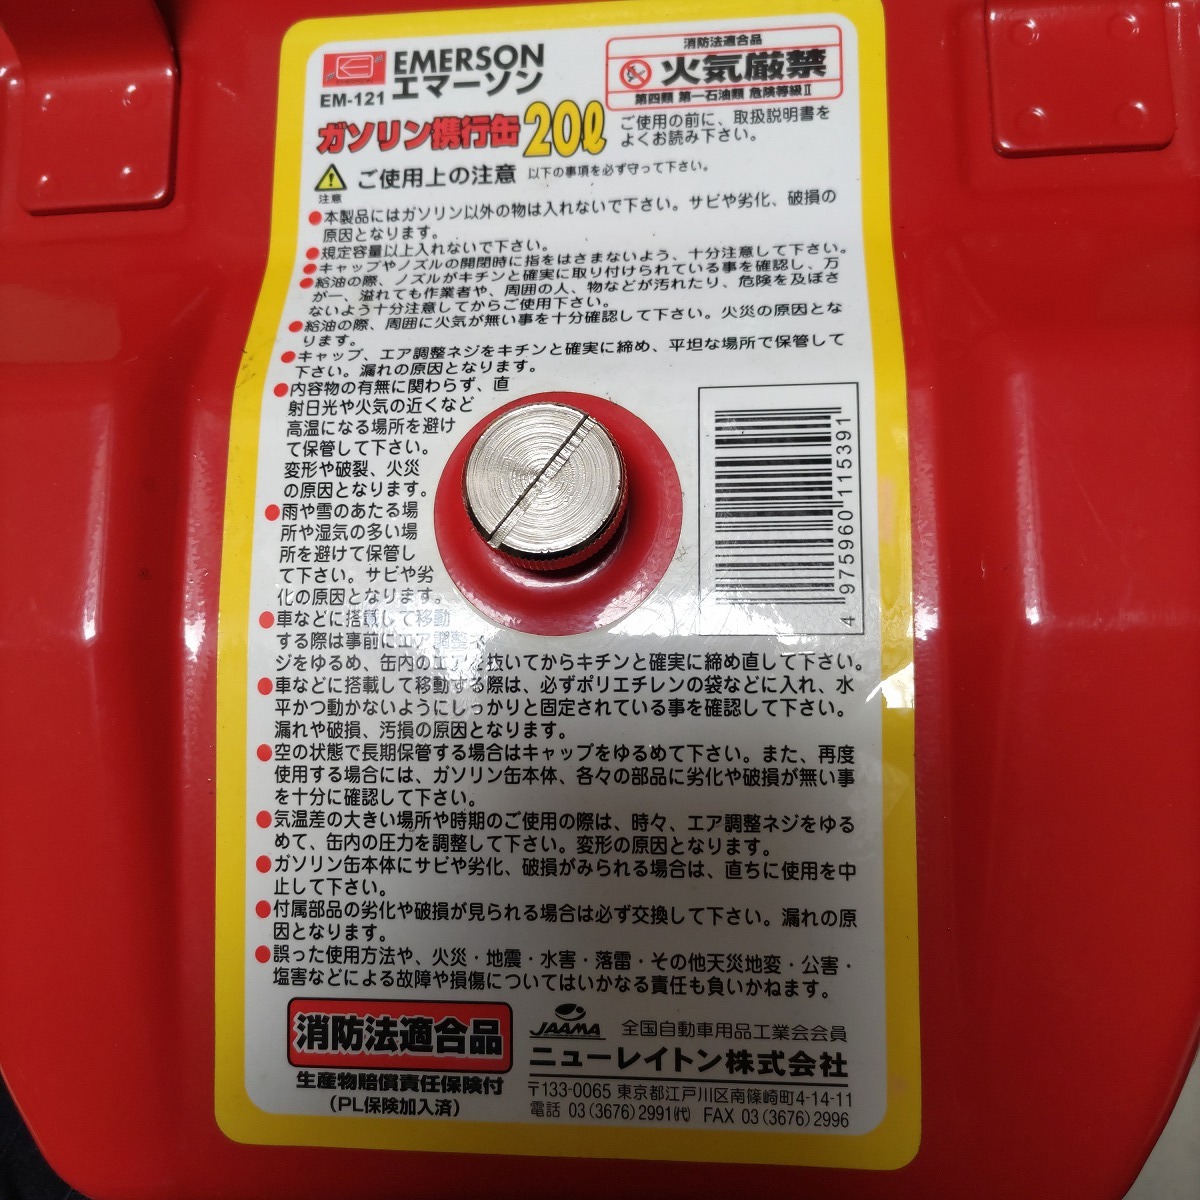 EMERSON
エマーソン
EM-121
消防法適合品
火気厳禁
第四類 第一石油類 危険等級Ⅱ
ガソリン携行缶 20ℓ
ご使用の前に、取扱説明書を
よくお読み下さい。
注意
ご使用上の注意 以下の事項を必ず守って下さい。
●本製品にはガソリン以外の物は入れないで下さい。サビや劣化、破損の
原因となります。
●規定容量以上入れないで下さい。
●キャップやノズルの開閉時に指をはさまないよう、十分注意して下さい。
●給油の際、ノズルがキチンと確実に取り付けられている事を確認し、万
が一、溢れても作業者や、周囲の人、物などが汚れたり、危険を及ぼさ
ないよう十分注意してからご使用下さい。
●給油の際、周囲に火気が無い事を十分確認して下さい。火災の原因とな
ります。
●キャップ、エア調整ネジをキチンと確実に締め、平坦な場所で保管して
下さい。漏れの原因となります。
●内容物の有無に関わらず、直
射日光や火気の近くなど
高温になる場所を避け
て保管して下さい。
変形や破裂、火災
の原因となります。
●雨や雪のあたる場
所や湿気の多い場
所を避けて保管し
て下さい。サビや劣
化の原因となります。
●車などに搭載して移動
する際は事前にエア調整ネ
ジをゆるめ、缶内のエアを抜いてからキチンと確実に締め直して下さい。
●車などに搭載して移動する際は、必ずポリエチレンの袋などに入れ、水
平かつ動かないようにしっかりと固定されている事を確認して下さい。
漏れや破損、汚損の原因となります。
●空の状態で長期保管する場合はキャップをゆるめて下さい。また、再度
使用する場合には、ガソリン缶本体、各々の部品に劣化や破損が無い事
を十分に確認して下さい。
●気温差の大きい場所や時期のご使用の際は、時々、エア調整ネジをゆる
めて、缶内の圧力を調整して下さい。変形の原因となります。
●ガソリン缶本体にサビや劣化、破損がみられる場合は、直ちに使用を中
止して下さい。
●付属部品の劣化や破損が見られる場合は必ず交換して下さい。漏れの原
因となります。
●誤った使用方法や、火災・地震・水害・落雷・その他天災地変・公害・
塩害などによる故障や損傷についてはいかなる責任も負いかねます。
4 975960 115391
消防法適合品
生産物賠償責任保険付
(PL保険加入済)
JAAMA 全国自動車用品工業会会員
ニューレイトン株式会社
〒133-0065 東京都江戸川区南篠崎町4-14-11
電話 03(3676)2991㈹ FAX 03(3676)2996